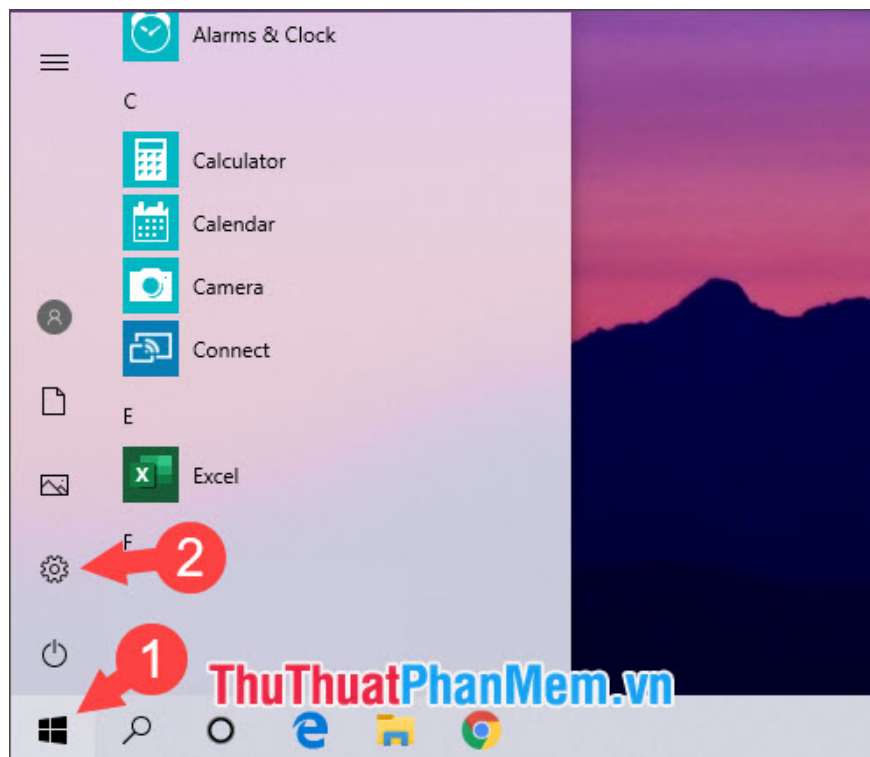 Alarms & Clock
C
Calculator
Calendar
Camera
Connect
E
Excel
F
2
1
ThuThuatPhanMem.vn